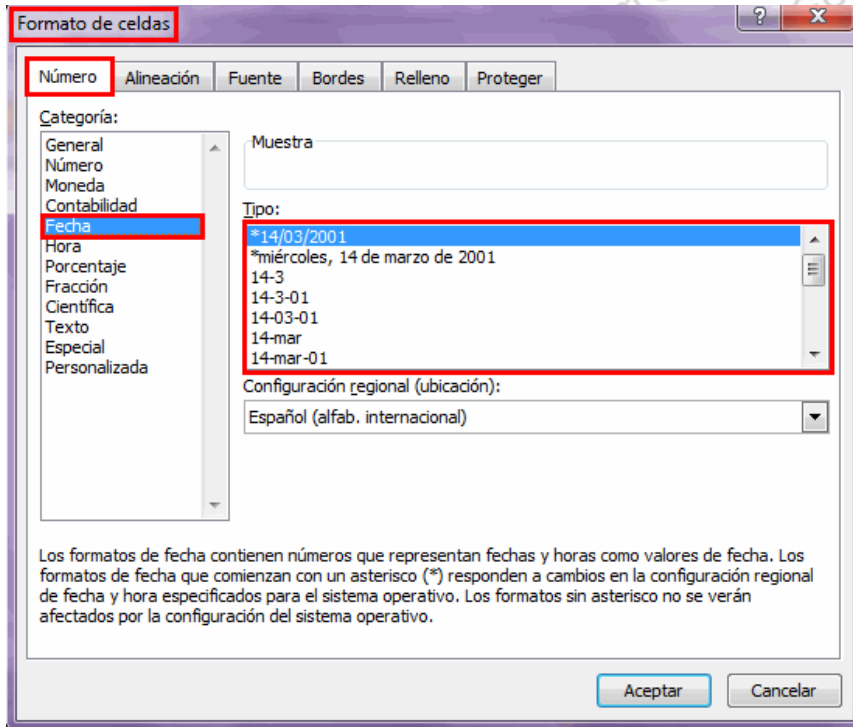 Formato de celdas
Número
Alineación
Fuente
Bordes
Relleno
Proteger
Categoría:
General
Número
Moneda
Contabilidad
Fecha
Hora
Porcentaje
Fracción
Científica
Texto
Especial
Personalizada
Muestra
Tipo:
*14/03/2001
*miércoles, 14 de marzo de 2001
14-3
14-3-01
14-03-01
14-mar
14-mar-01
Configuración regional (ubicación):
Español (alfab. internacional)
Los formatos de fecha contienen números que representan fechas y horas como valores de fecha. Los
formatos de fecha que comienzan con un asterisco (*) responden a cambios en la configuración regional
de fecha y hora especificados para el sistema operativo. Los formatos sin asterisco no se verán
afectados por la configuración del sistema operativo.
Aceptar
Cancelar